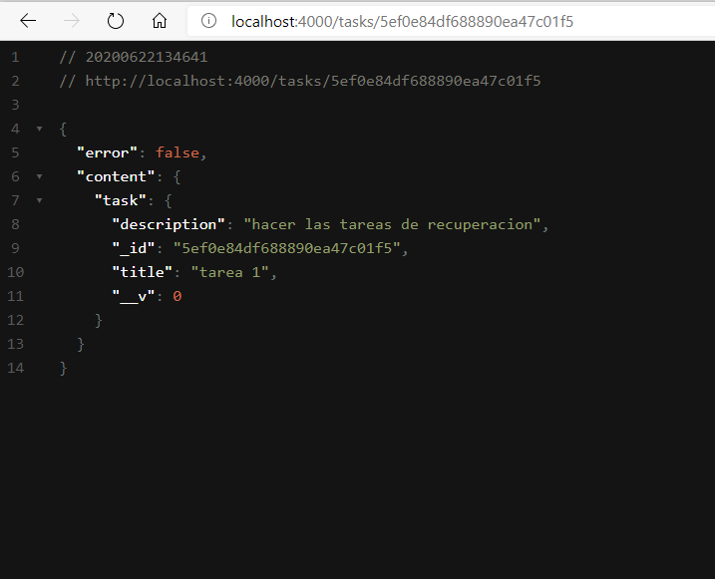 localhost:4000/tasks/5ef0e84df688890ea47c01f5
1 // 20200622134641
2 // http://localhost:4000/tasks/5ef0e84df688890ea47c01f5
3
4 {
5 "error": false,
6 "content": {
7 "task": {
8 "description": "hacer las tareas de recuperacion",
9 "_id": "5ef0e84df688890ea47c01f5",
10 "title": "tarea 1",
11 "__v": 0
12 }
13 }
14 }